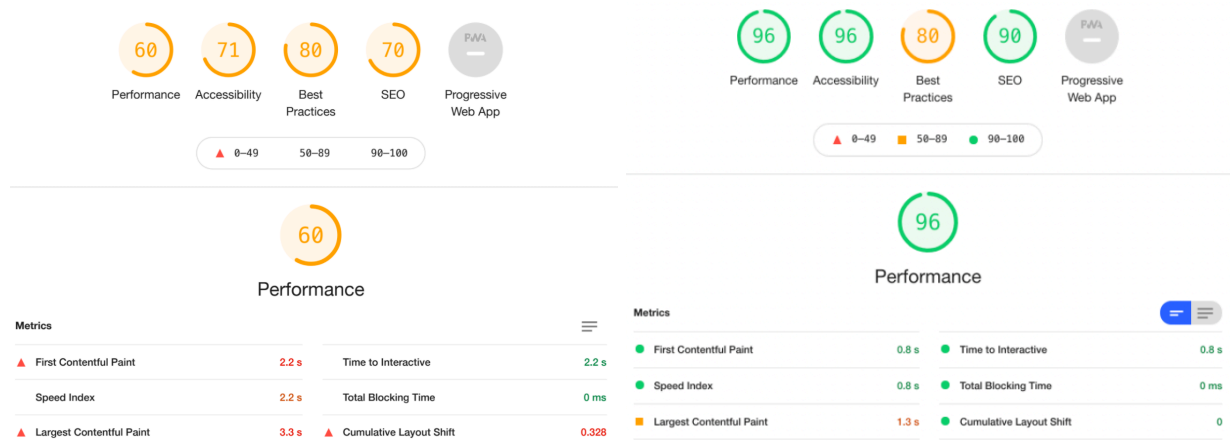 60
71
80
70
PWA
Performance
Accessibility
Best
Practices
SEO
Progressive
Web App
0–49
50–89
90–100
60
Performance
Metrics
First Contentful Paint 2.2 s
Time to Interactive 2.2 s
Speed Index 2.2 s
Total Blocking Time 0 ms
Largest Contentful Paint 3.3 s
Cumulative Layout Shift 0.328
96
96
80
90
PWA
Performance
Accessibility
Best
Practices
SEO
Progressive
Web App
0–49
50–89
90–100
96
Performance
Metrics
First Contentful Paint 0.8 s
Time to Interactive 0.8 s
Speed Index 0.8 s
Total Blocking Time 0 ms
Largest Contentful Paint 1.3 s
Cumulative Layout Shift 0